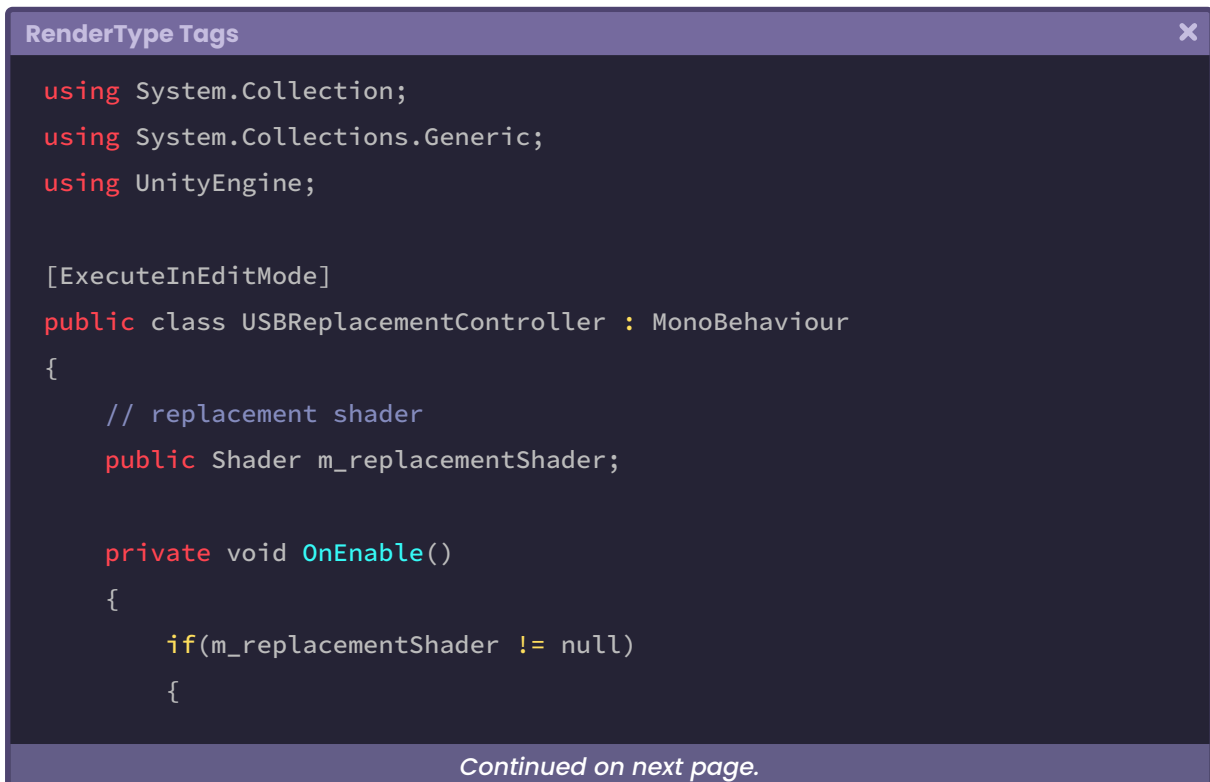 RenderType Tags
using System.Collection;
using System.Collections.Generic;
using UnityEngine;
[ExecuteInEditMode]
public class USBReplacementController : MonoBehaviour
{
// replacement shader
public Shader m_replacementShader;
private void OnEnable()
{
if(m_replacementShader != null)
{
Continued on next page.